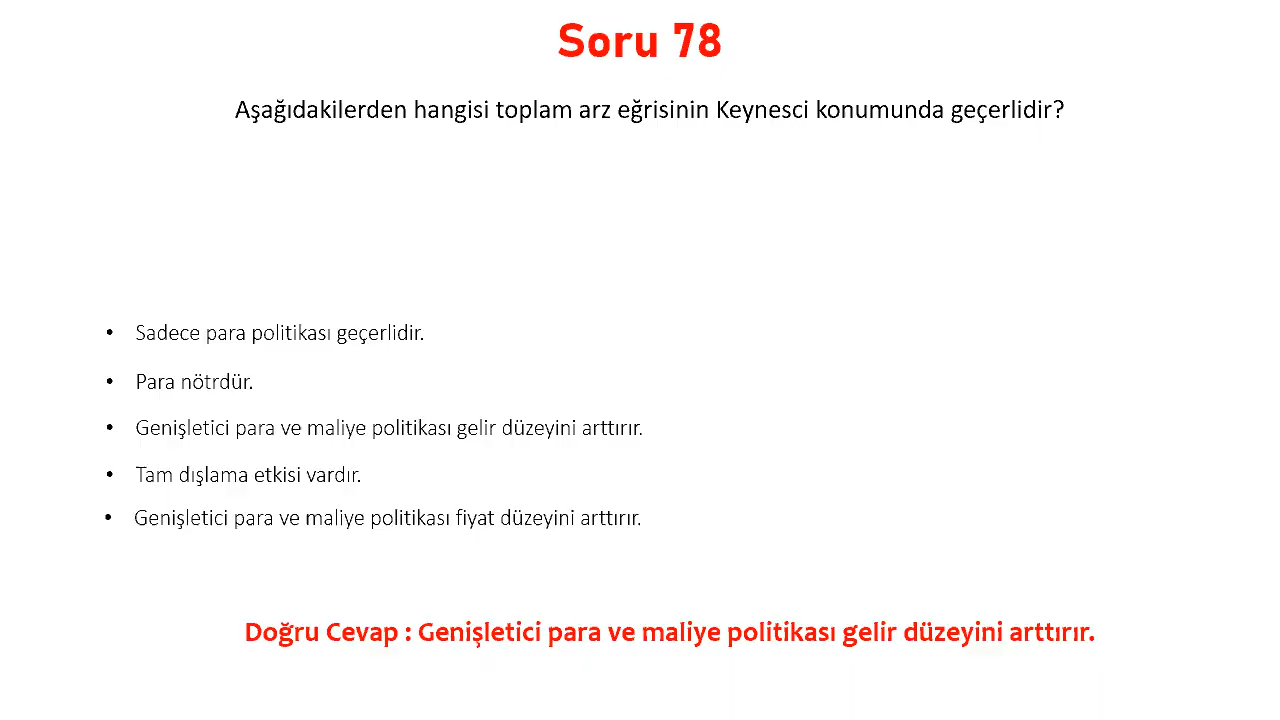 Soru 78
Aşağıdakilerden hangisi toplam arz eğrisinin Keynesci konumunda geçerlidir?
• Sadece para politikası geçerlidir.
• Para nötrdür.
• Genişletici para ve maliye politikası gelir düzeyini arttırır.
• Tam dışlama etkisi vardır.
• Genişletici para ve maliye politikası fiyat düzeyini arttırır.
Doğru Cevap : Genişletici para ve maliye politikası gelir düzeyini arttırır.